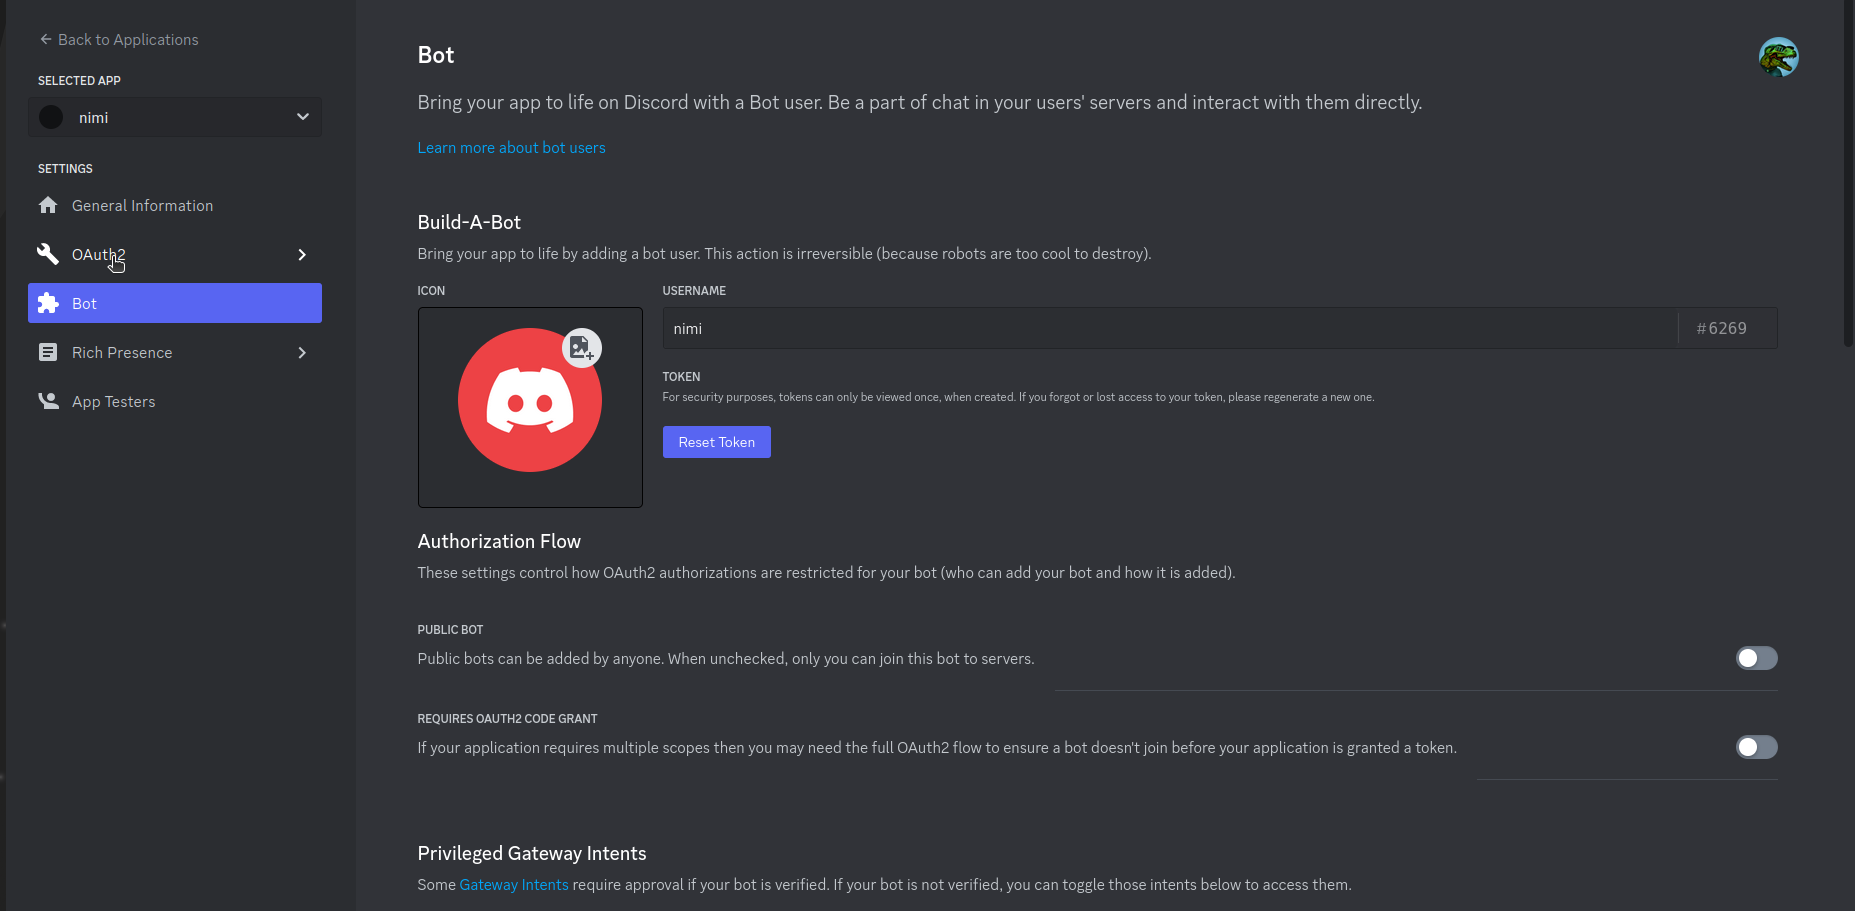 Back to Applications
SELECTED APP
nimi
SETTINGS
General Information
OAuth2
Bot
Rich Presence
App Testers
Bot
Bring your app to life on Discord with a Bot user. Be a part of chat in your users' servers and interact with them directly.
Learn more about bot users
Build-A-Bot
Bring your app to life by adding a bot user. This action is irreversible (because robots are too cool to destroy).
ICON
USERNAME
nimi #6269
TOKEN
For security purposes, tokens can only be viewed once, when created. If you forgot or lost access to your token, please regenerate a new one.
Reset Token
Authorization Flow
These settings control how OAuth2 authorizations are restricted for your bot (who can add your bot and how it is added).
PUBLIC BOT
Public bots can be added by anyone. When unchecked, only you can join this bot to servers.
REQUIRES OAUTH2 CODE GRANT
If your application requires multiple scopes then you may need the full OAuth2 flow to ensure a bot doesn't join before your application is granted a token.
Privileged Gateway Intents
Some Gateway Intents require approval if your bot is verified. If your bot is not verified, you can toggle those intents below to access them.